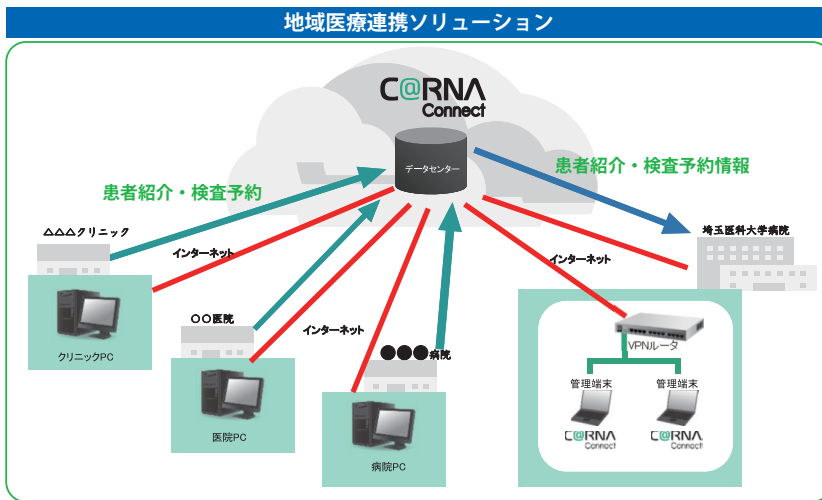 地域医療連携ソリューション
C@RNA
Connect
データセンター
患者紹介・検査予約情報
患者紹介・検査予約
△△△クリニック
埼玉医科大学病院
インターネット
インターネット
〇〇医院
インターネット
●●●病院
VPNルータ
クリニックPC
管理端末
管理端末
医院PC
C@RNA
Connect
C@RNA
Connect
病院PC